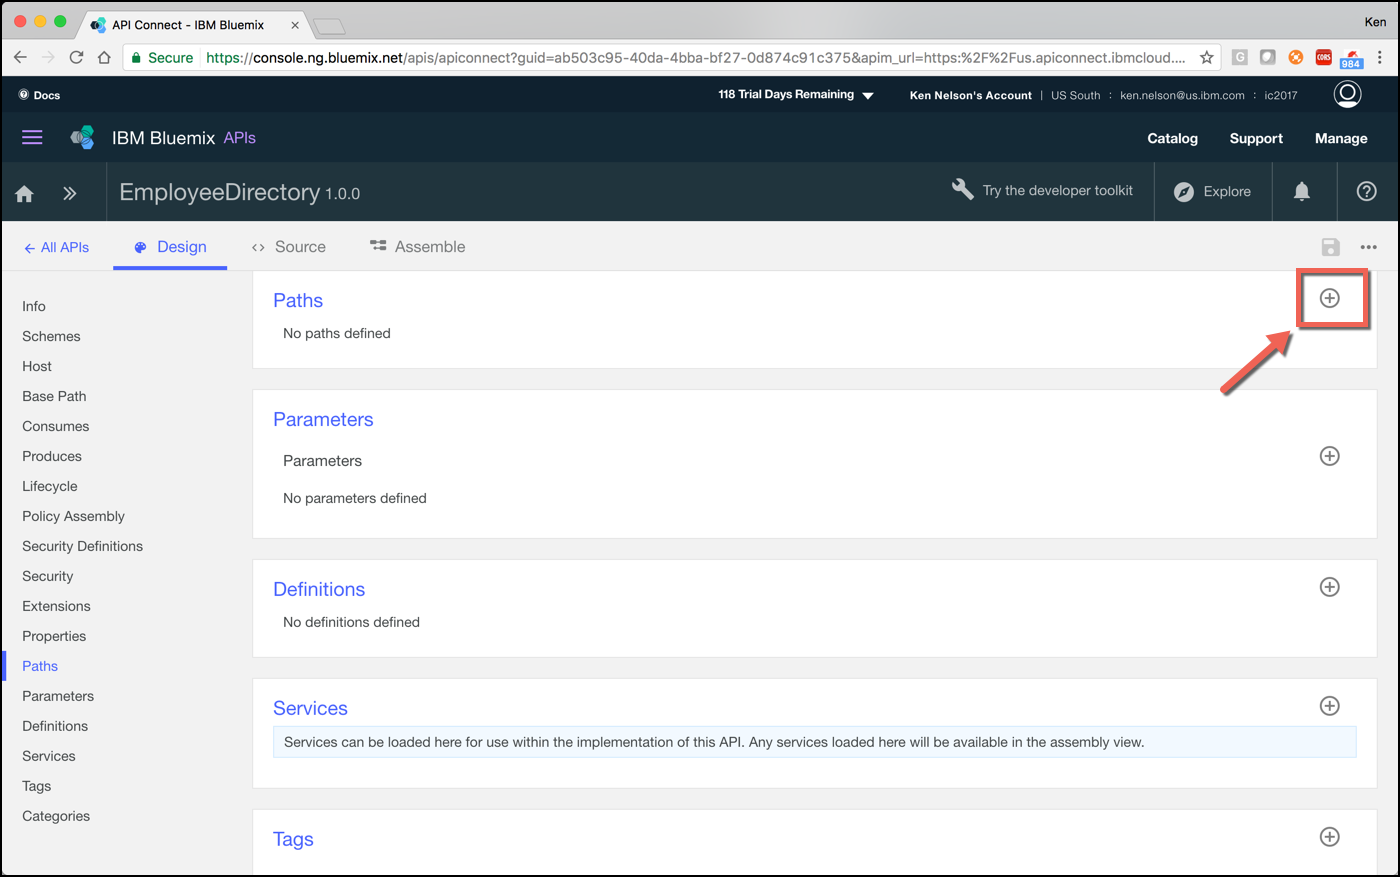 API Connect - IBM Bluemix
Ken
Secure https://console.ng.bluemix.net/apis/apiconnect?guid=ab503c95-40da-4bba-bf27-0d874c91c375&apim_url=https:%2F%2Fus.apiconnect.ibmcloud....
G
CORS
984
Docs
118 Trial Days Remaining
Ken Nelson's Account | US South : ken.nelson@us.ibm.com : ic2017
IBM Bluemix APIs
Catalog Support Manage
EmployeeDirectory 1.0.0
Try the developer toolkit
Explore
All APIs
Design
Source
Assemble
Info
Schemes
Host
Base Path
Consumes
Produces
Lifecycle
Policy Assembly
Security Definitions
Security
Extensions
Properties
Paths
Parameters
Definitions
Services
Tags
Categories
Paths
No paths defined
Parameters
Parameters
No parameters defined
Definitions
No definitions defined
Services
Services can be loaded here for use within the implementation of this API. Any services loaded here will be available in the assembly view.
Tags